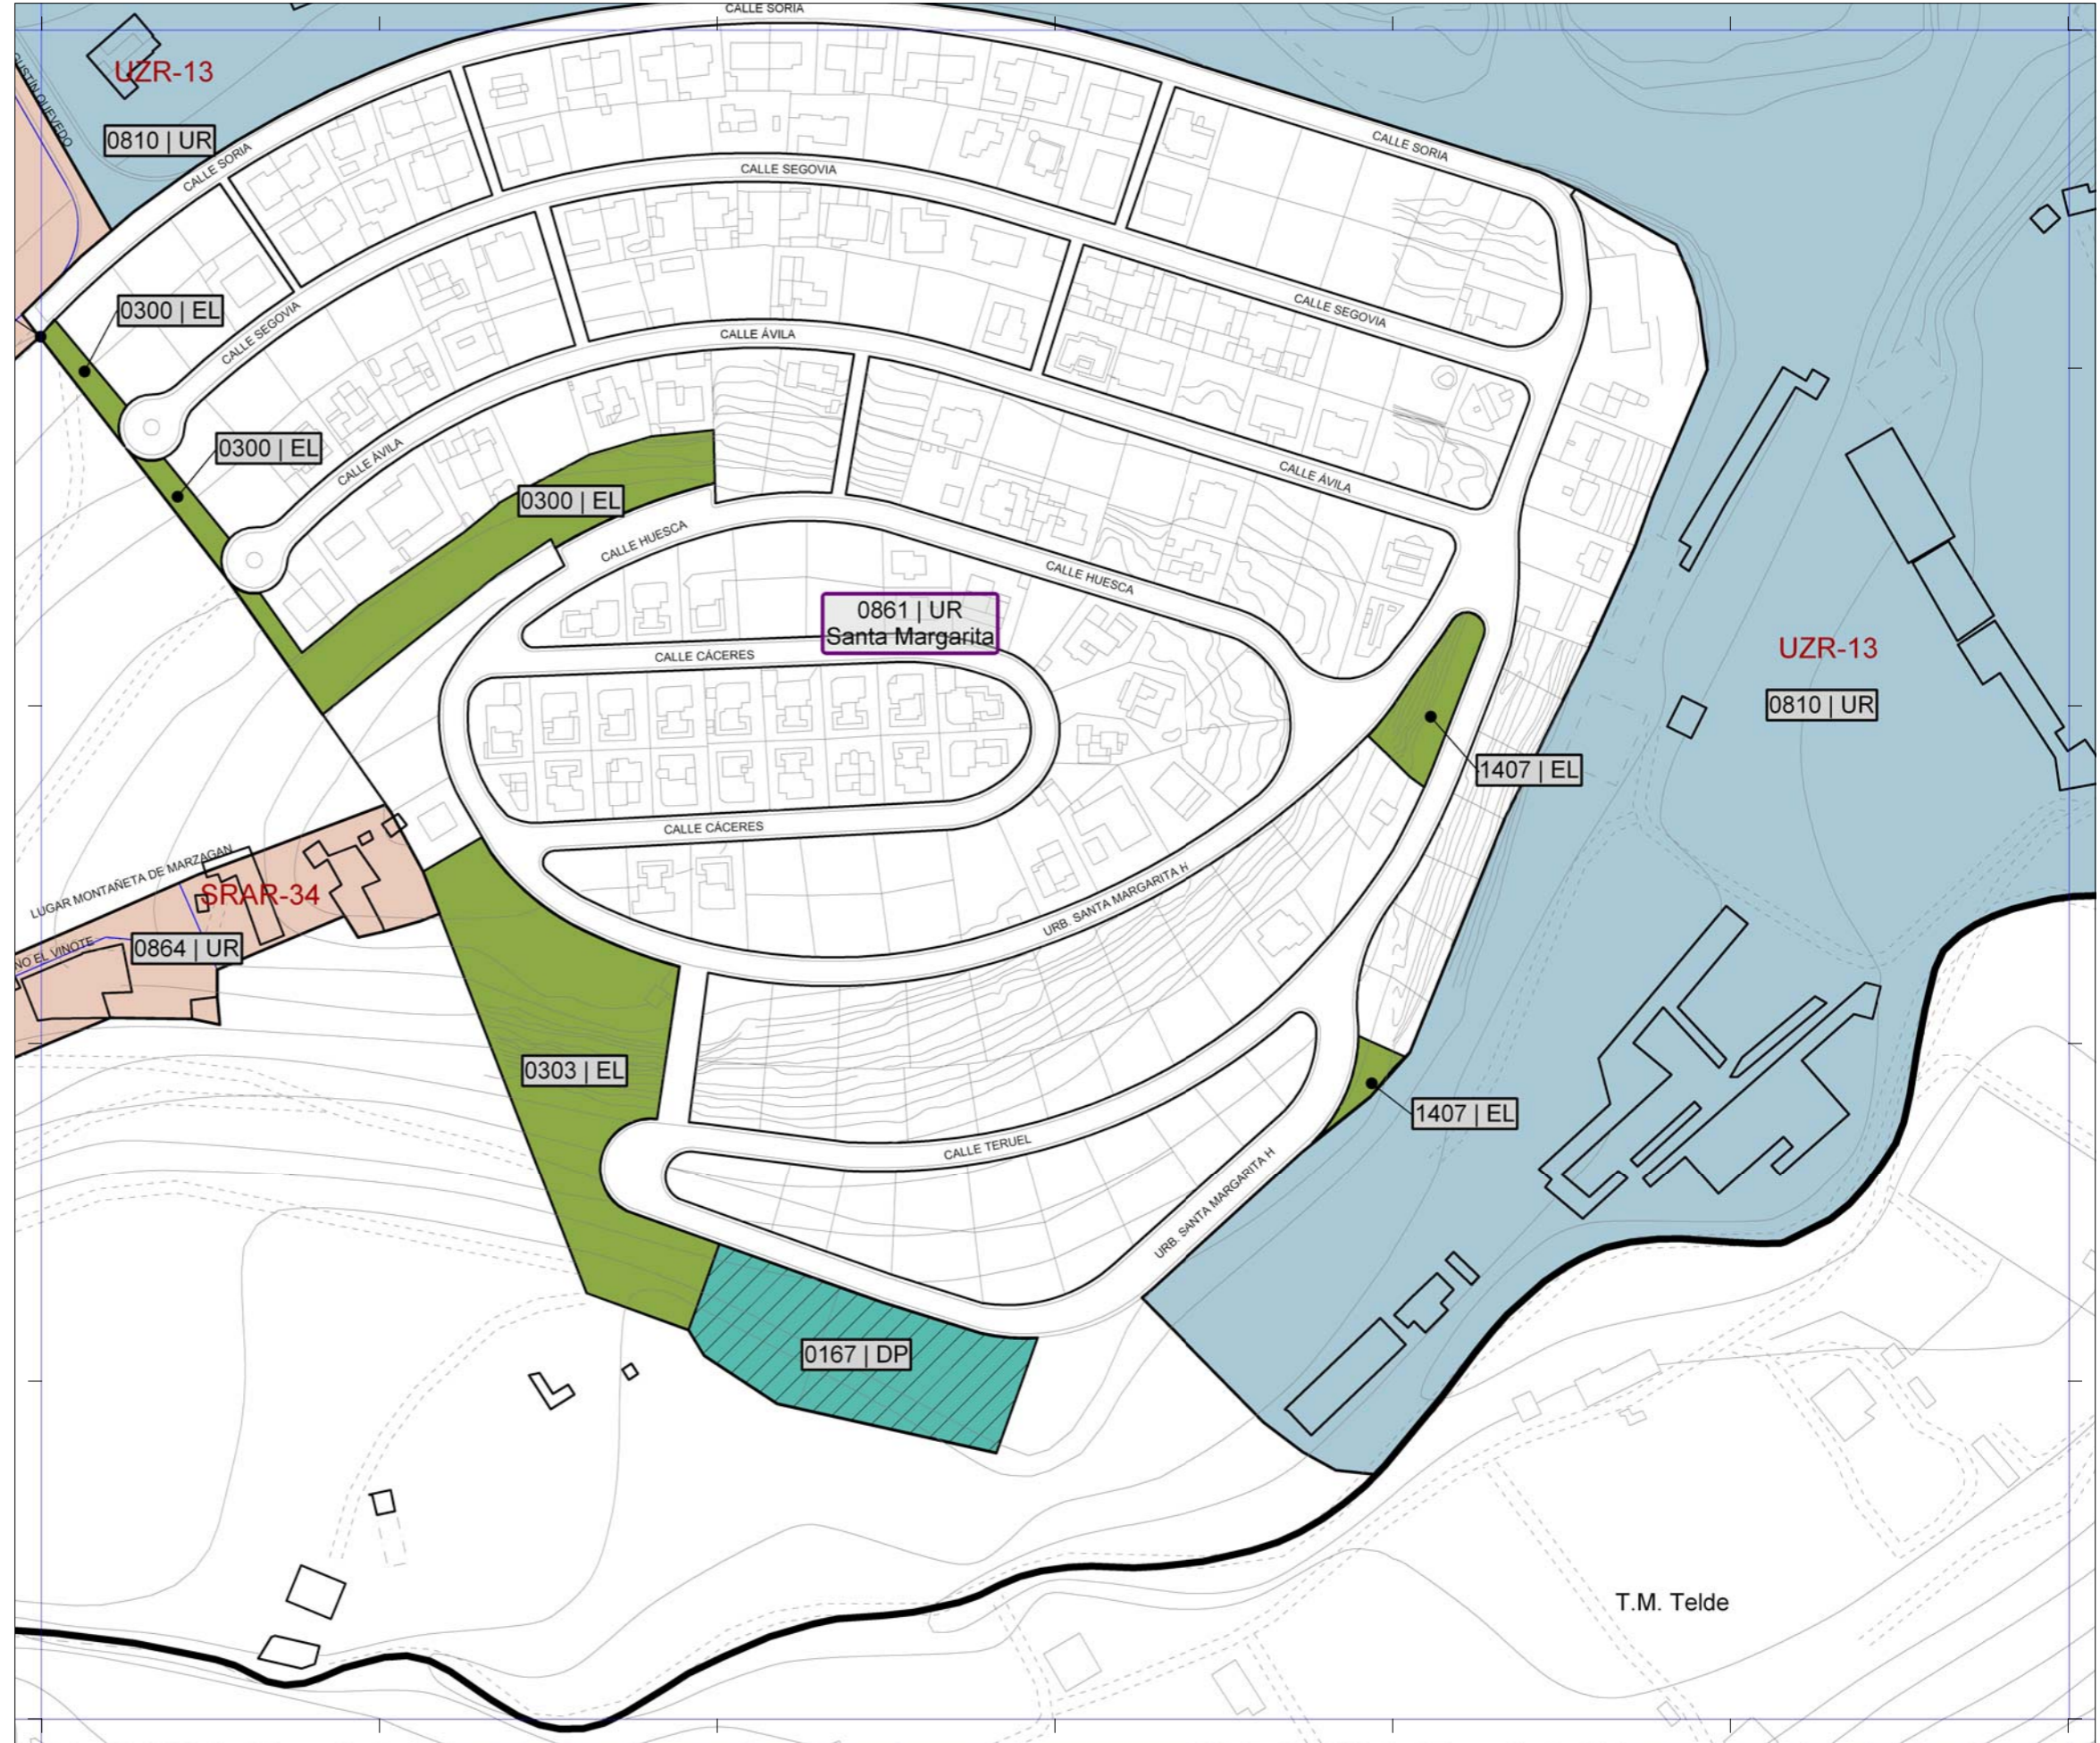 CALLE SORIA
UZR-13
0810 | UR
CALLE SORIA
CALLE SORIA
CALLE SEGOVIA
0300 | EL
CALLE SEGOVIA
CALLE SEGOVIA
CALLE ÁVILA
0300 | EL
CALLE ÁVILA
CALLE ÁVILA
0300 | EL
CALLE HUESCA
CALLE HUESCA
0861 | UR
Santa Margarita
CALLE CÁCERES
UZR-13
0810 | UR
1407 | EL
CALLE CÁCERES
LUGAR MONTAÑETA DE MARZAGAN
SRAR-34
URB. SANTA MARGARITA H
0864 | UR
EL VINOTE
0303 | EL
1407 | EL
CALLE TERUEL
URB. SANTA MARGARITA H
0167 | DP
T.M. Telde